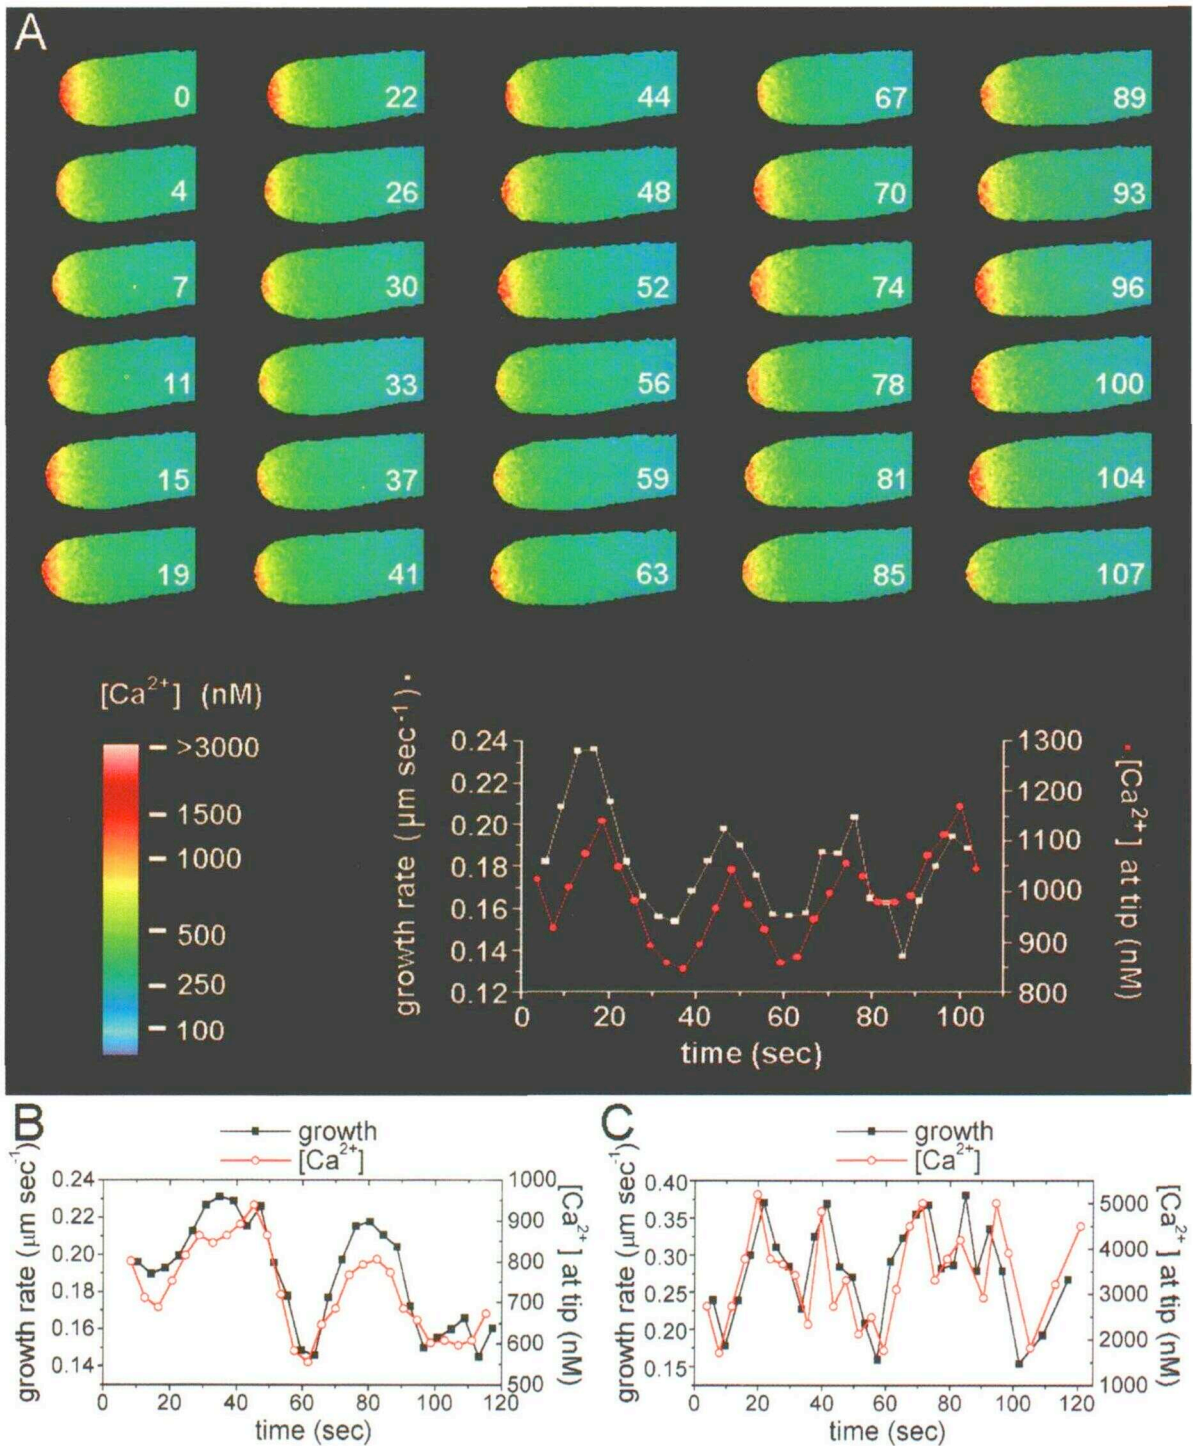 A
0 22 44 67 89
4 26 48 70 93
7 30 52 74 96
11 33 56 78 100
15 37 59 81 104
19 41 63 85 107
[Ca2+] (nM)
>3000
1500
1000
500
250
100
growth rate (µm sec-1)
0.24
0.22
0.20
0.18
0.16
0.14
0.12
0 20 40 60 80 100
time (sec)
1300
1200
1100
1000
900
800
[Ca2+] at tip (nM)
B
growth
[Ca2+]
growth rate (µm sec-1)
0.24
0.22
0.20
0.18
0.16
0.14
0 20 40 60 80 100 120
time (sec)
1000
900
800
700
600
500
[Ca2+] at tip (nM)
C
growth
[Ca2+]
growth rate (µm sec-1)
0.40
0.35
0.30
0.25
0.20
0.15
0 20 40 60 80 100 120
time (sec)
5000
4000
3000
2000
1000
[Ca2+] at tip (nM)